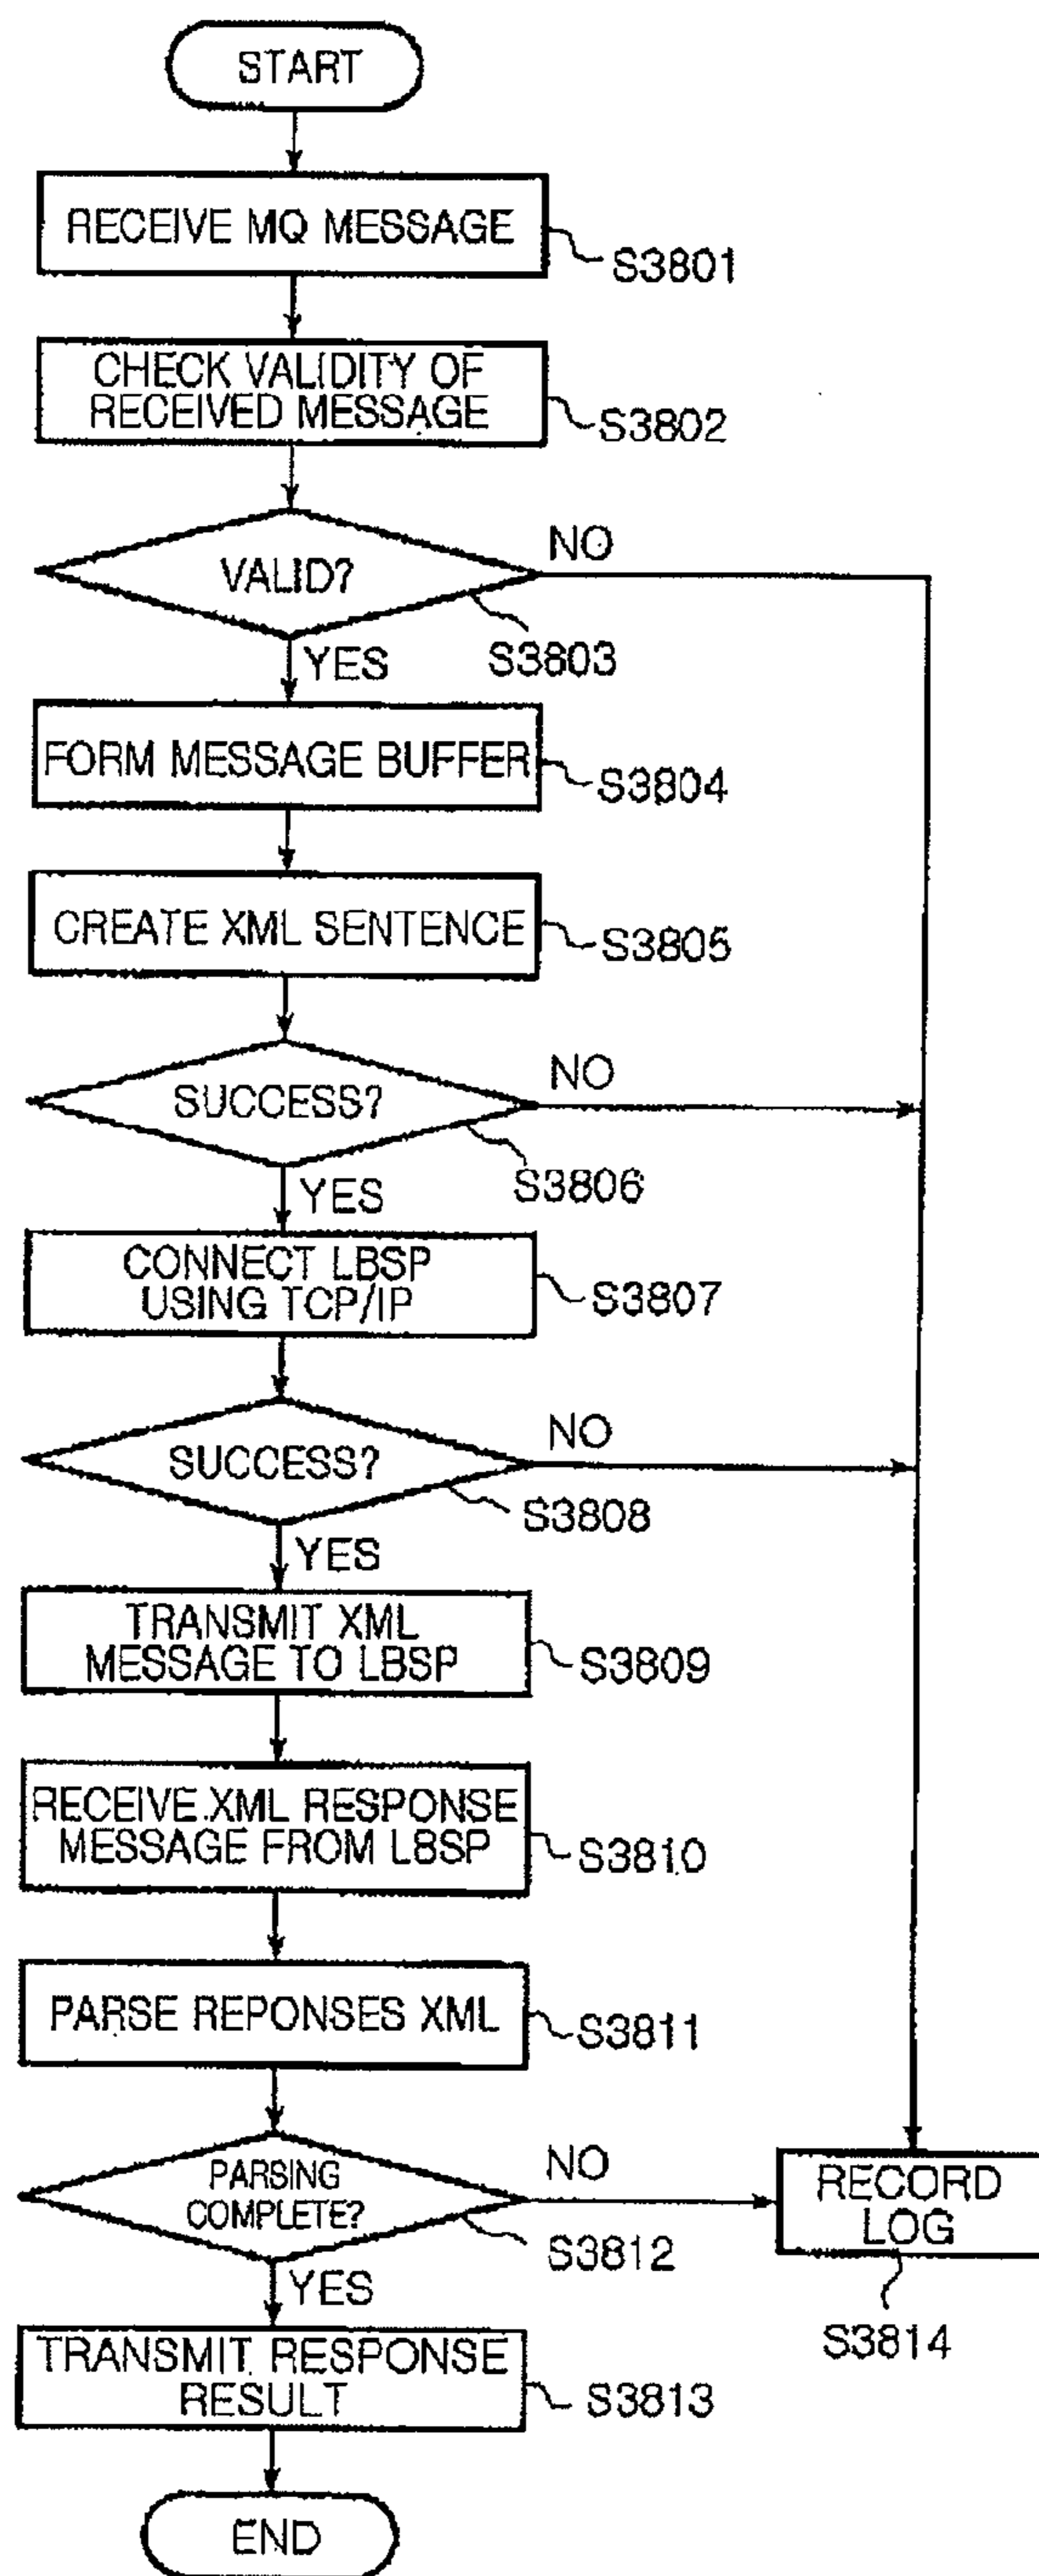 START
RECEIVE MQ MESSAGE
S3801
CHECK VALIDITY OF
RECEIVED MESSAGE
S3802
VALID?
NO
S3803
YES
FORM MESSAGE BUFFER
S3804
CREATE XML SENTENCE
S3805
SUCCESS?
NO
S3806
YES
CONNECT LBSP
USING TCP/IP
S3807
SUCCESS?
NO
S3808
YES
TRANSMIT XML
MESSAGE TO LBSP
S3809
RECEIVE XML RESPONSE
MESSAGE FROM LBSP
S3810
PARSE REPONSES XML
S3811
PARSING
COMPLETE?
NO
S3812
YES
RECORD
LOG
S3814
TRANSMIT RESPONSE
RESULT
S3813
END